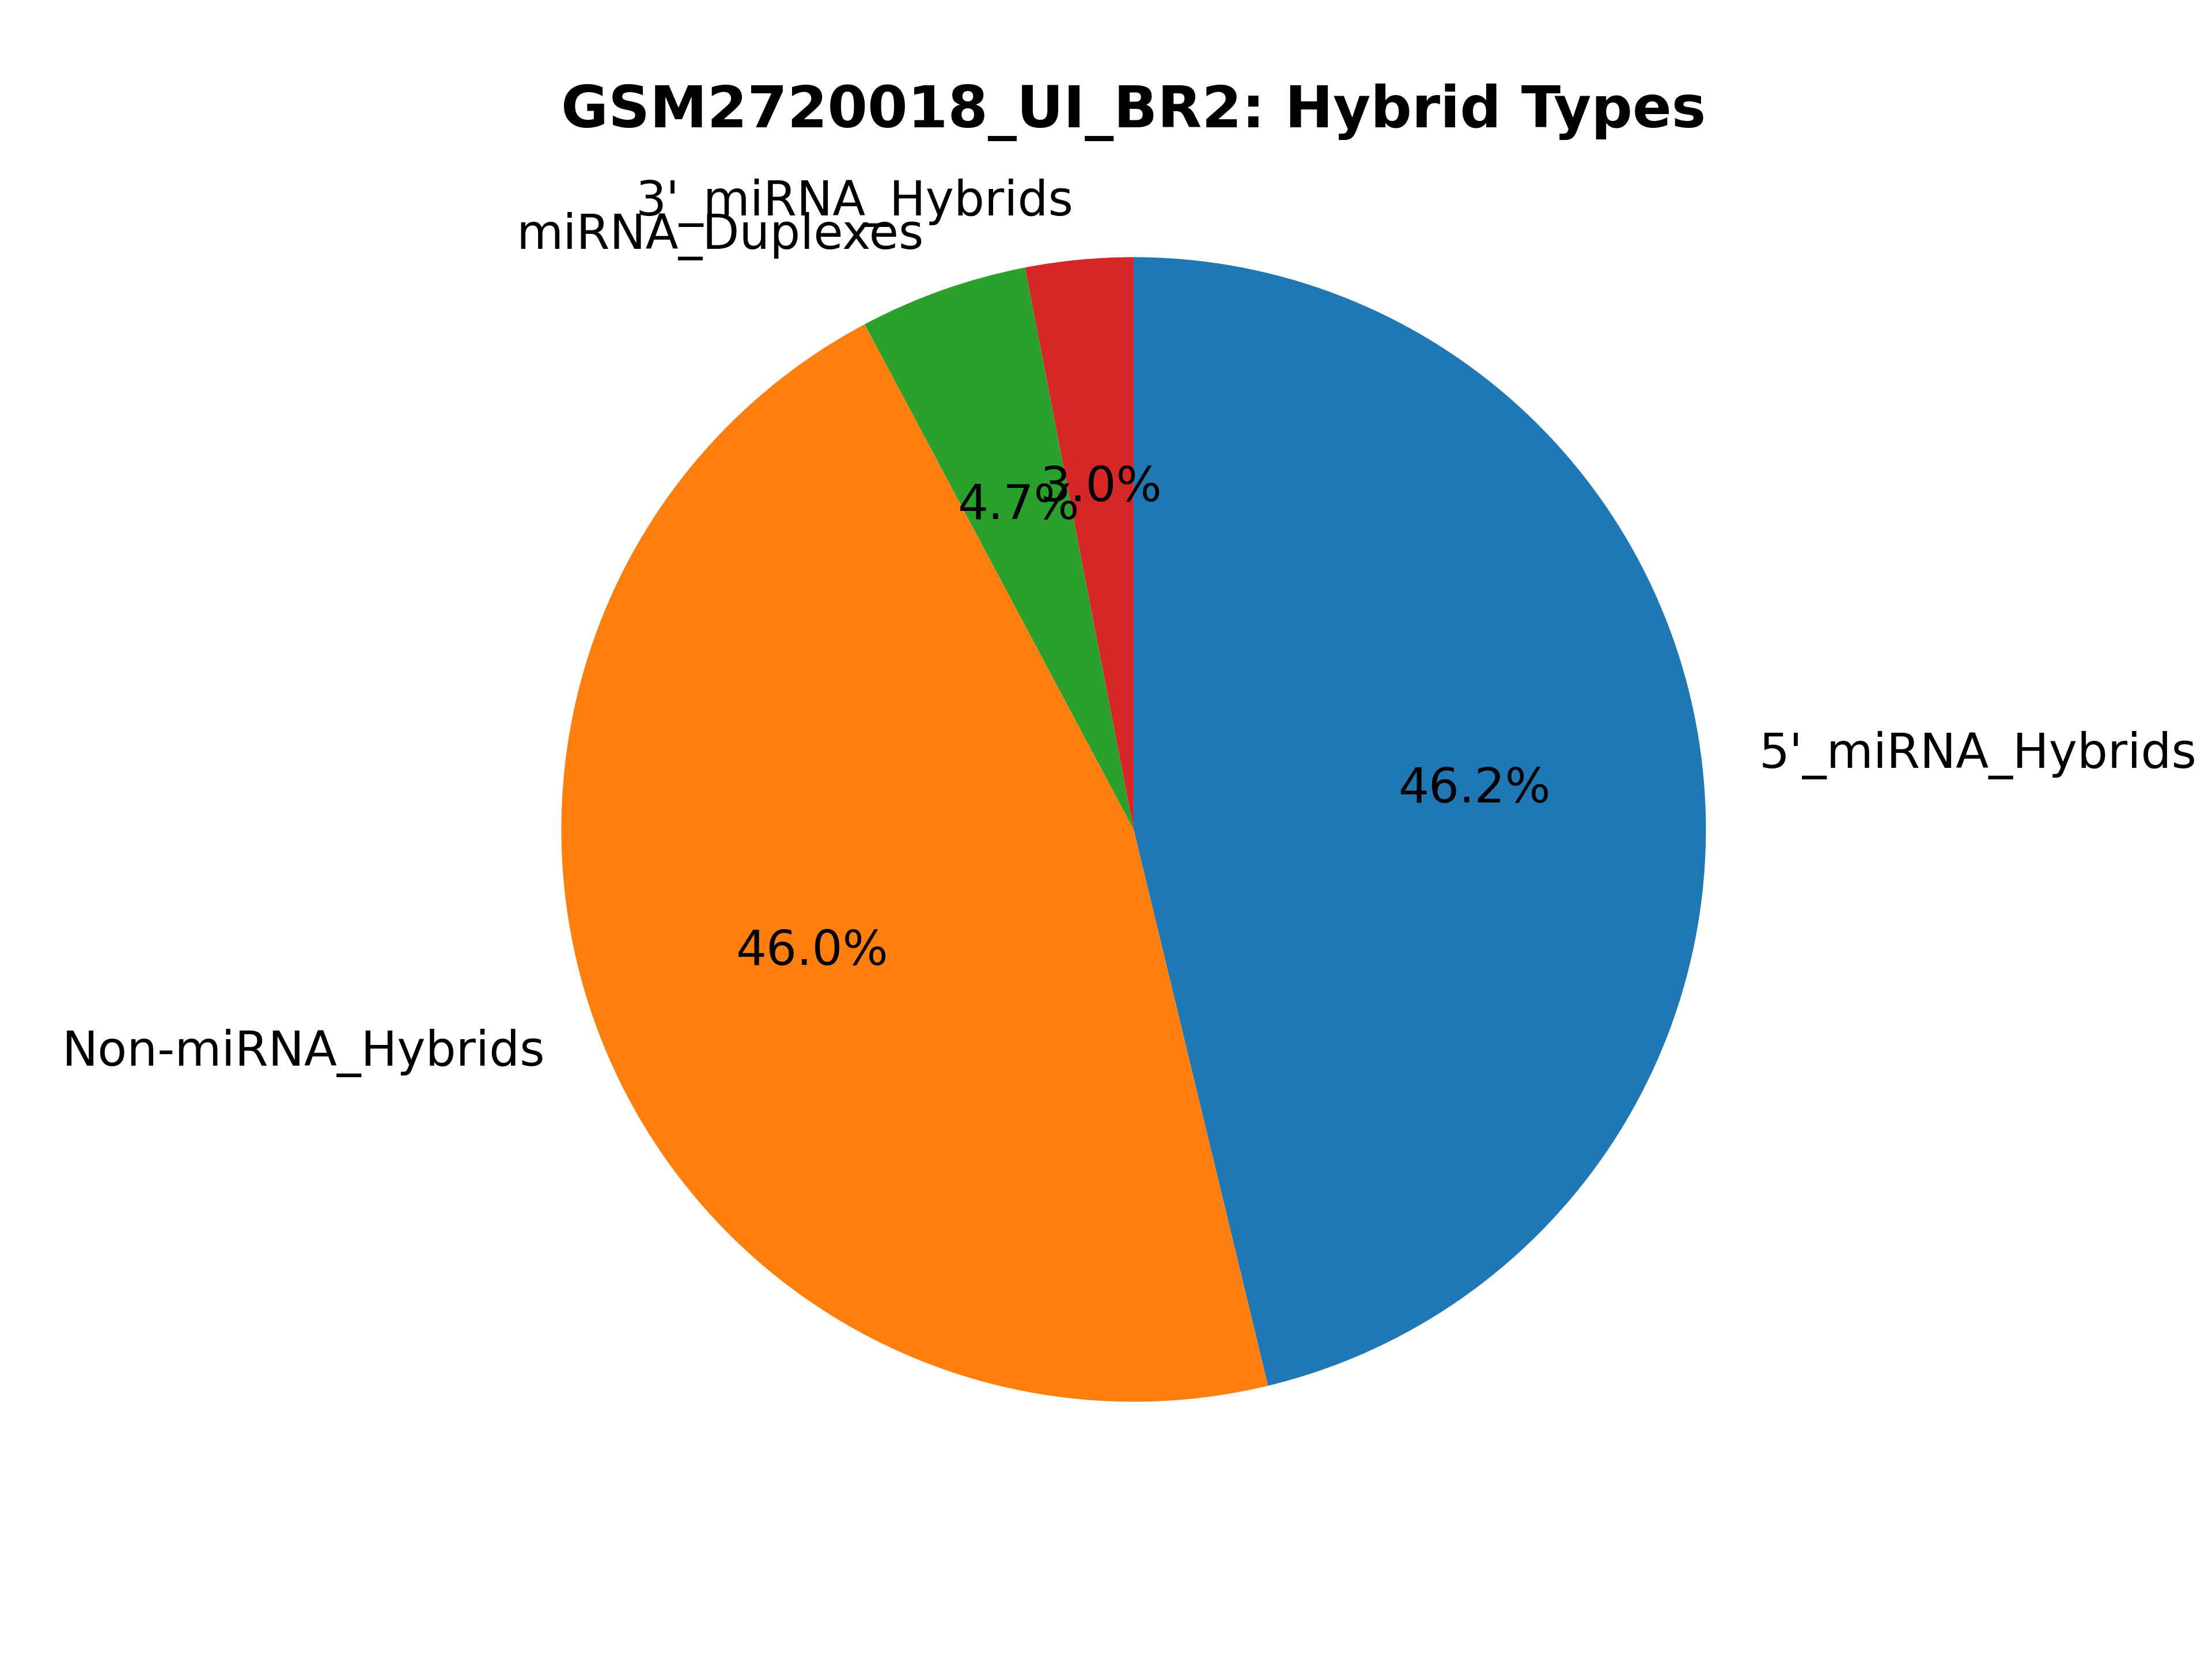 GSM2720018_UI_BR2: Hybrid Types
3'_miRNA_Hybrids
miRNA_Duplexes
3.0%
4.7%
5'_miRNA_Hybrids
46.2%
46.0%
Non-miRNA_Hybrids